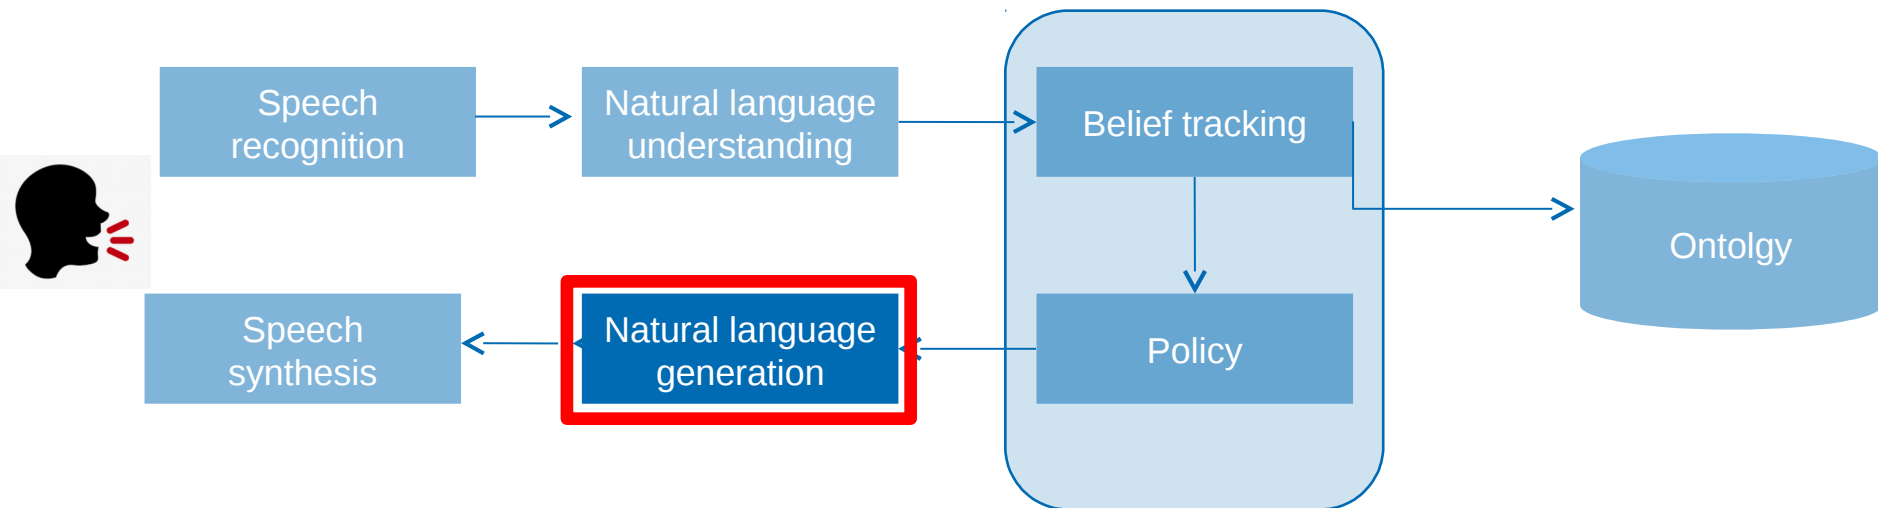 Speech
recognition
Natural language
understanding
Belief tracking
Ontolgy
Speech
synthesis
Natural language
generation
Policy